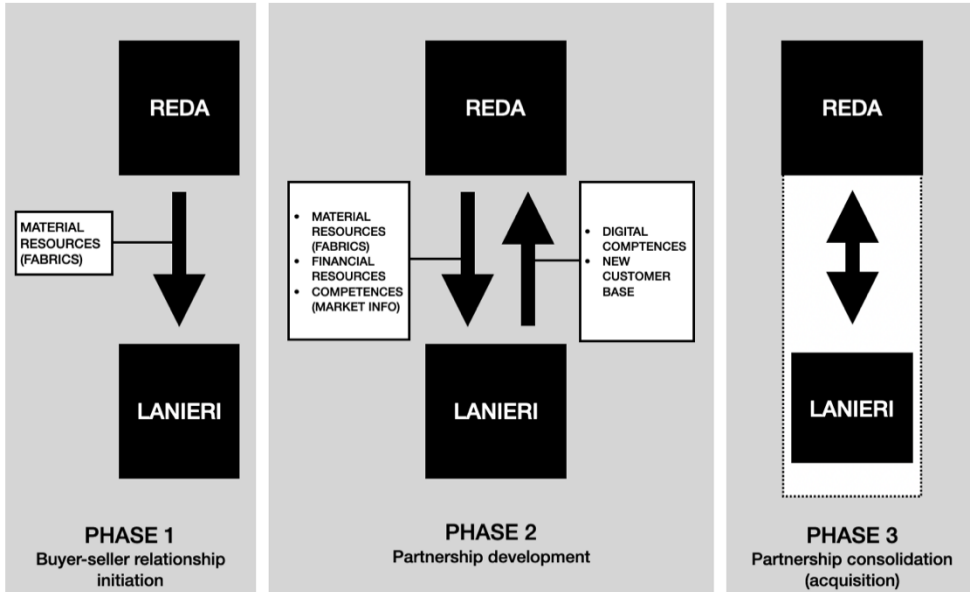 REDA
MATERIAL
RESOURCES
(FABRICS)
LANIERI
PHASE 1
Buyer-seller relationship
initiation
REDA
• MATERIAL
RESOURCES
(FABRICS)
• FINANCIAL
RESOURCES
• COMPETENCES
(MARKET INFO)
• DIGITAL
COMPTENCES
• NEW
CUSTOMER
BASE
LANIERI
PHASE 2
Partnership development
REDA
LANIERI
PHASE 3
Partnership consolidation
(acquisition)